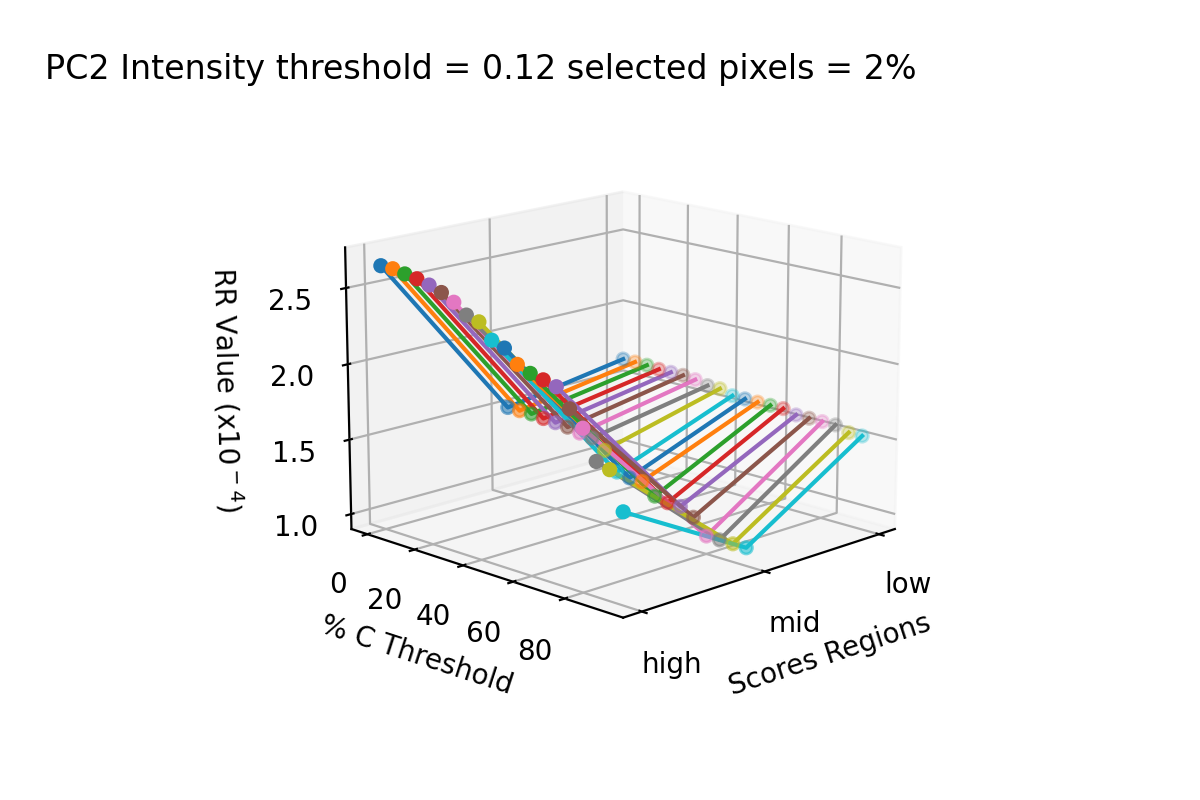 PC2 Intensity threshold = 0.12 selected pixels = 2%
RR Value (x10⁻⁴)
2.5
2.0
1.5
1.0
0
20
40
60
80
% C Threshold
high
mid
low
Scores Regions